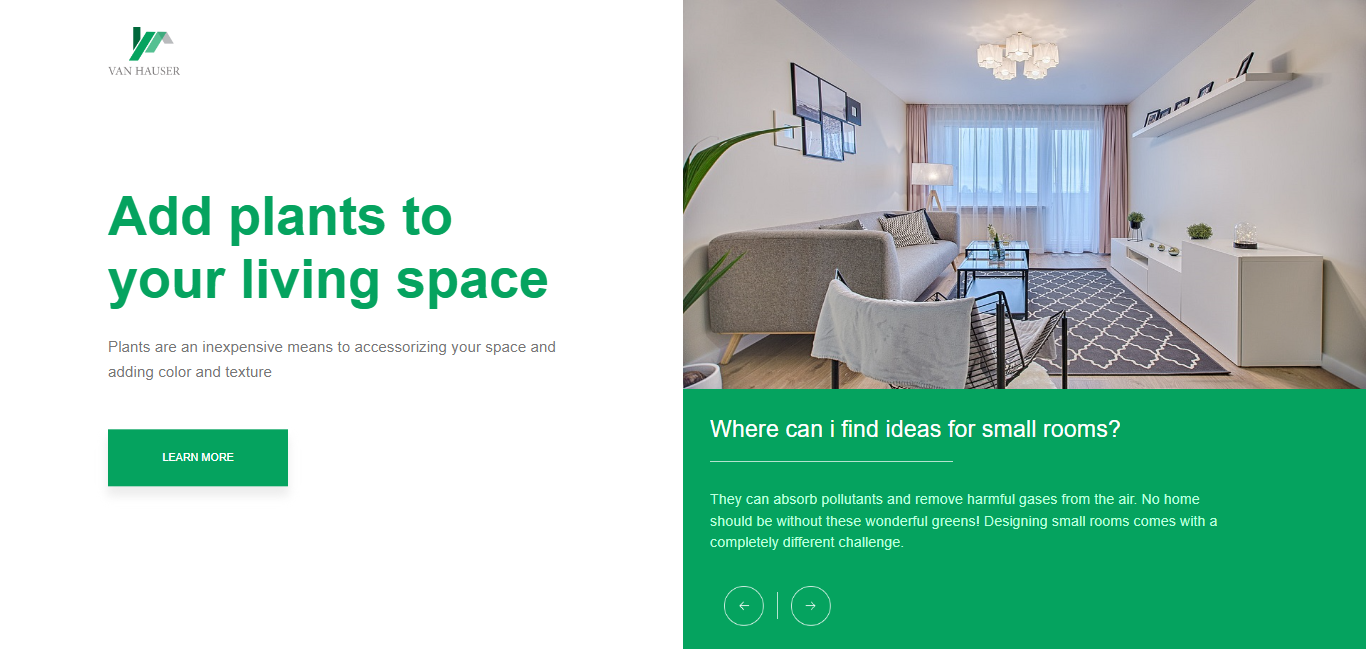 VAN HAUSER
Add plants to
your living space
Plants are an inexpensive means to accessorizing your space and
adding color and texture
LEARN MORE
Where can i find ideas for small rooms?
They can absorb pollutants and remove harmful gases from the air. No home
should be without these wonderful greens! Designing small rooms comes with a
completely different challenge.